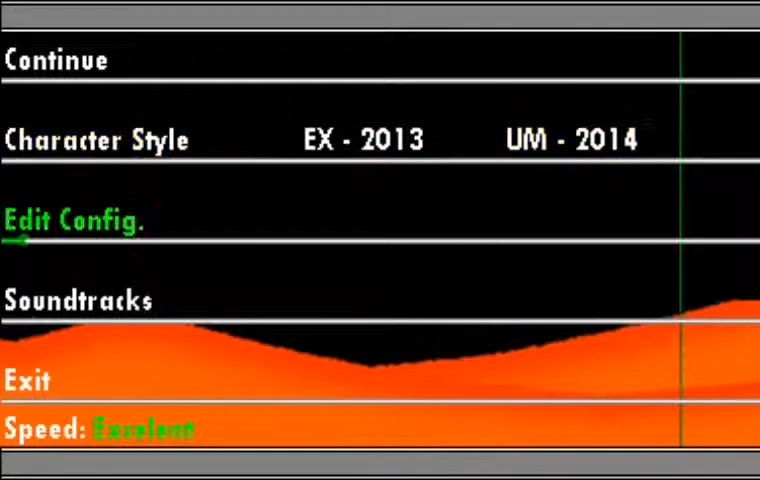 Continue
Character Style EX - 2013 UM - 2014
Edit Config.
Soundtracks
Exit
Speed: Excelent